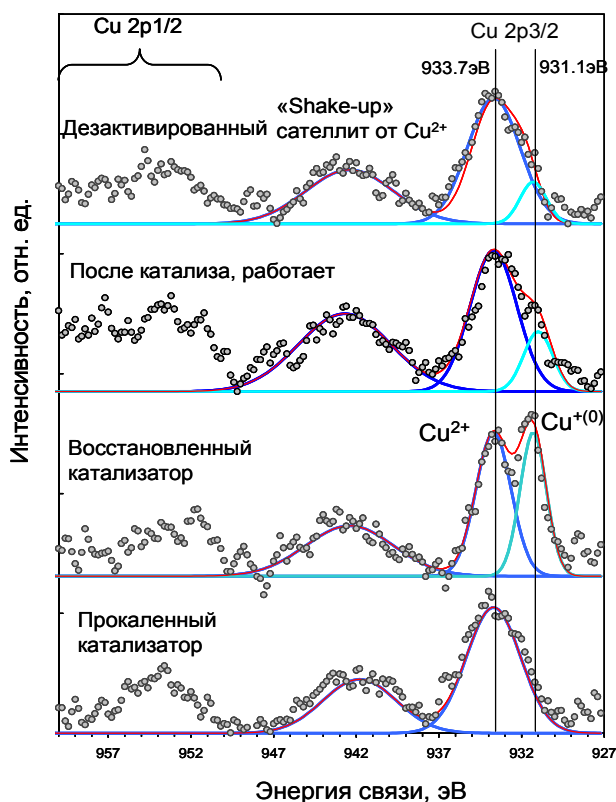 Cu 2p1/2
Cu 2p3/2
933.7эВ
931.1эВ
«Shake-up»
Дезактивированный
сателлит от Cu²⁺
После катализа, работает
Cu²⁺
Cu⁺⁽⁰⁾
Восстановленный
катализатор
Прокаленный
катализатор
957
952
947
942
937
932
927
Энергия связи, эВ
Интенсивность, отн. ед.